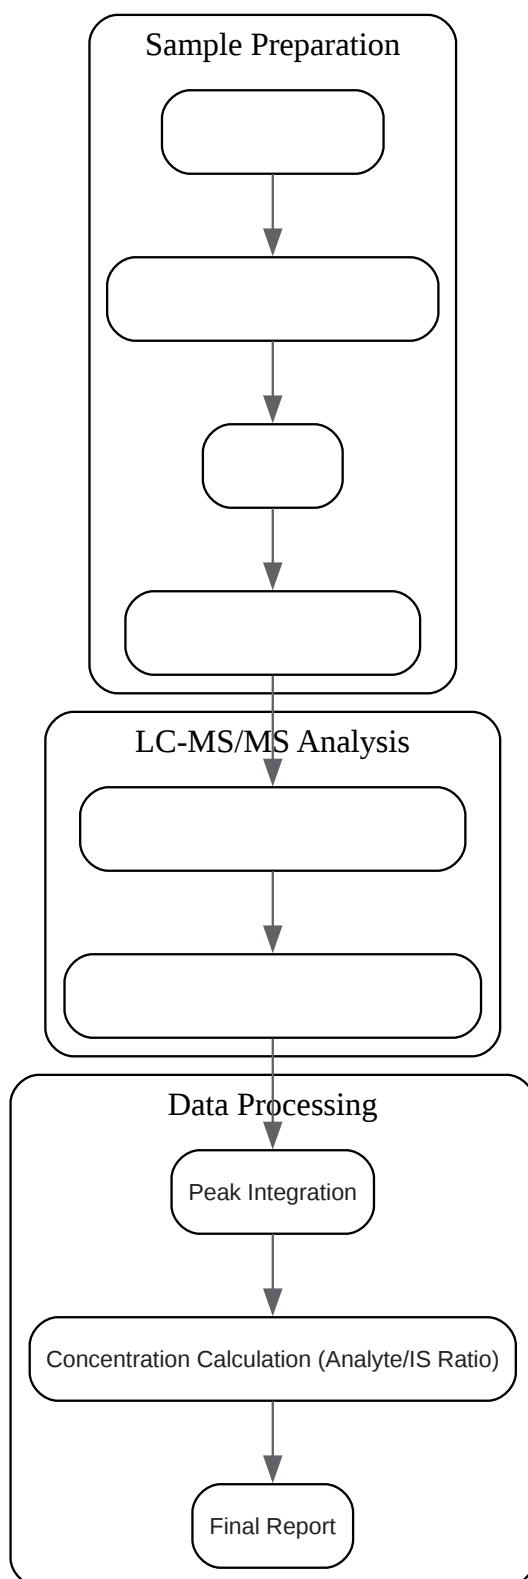 Sample Preparation
LC-MS/MS Analysis
Data Processing
Peak Integration
Concentration Calculation (Analyte/IS Ratio)
Final Report